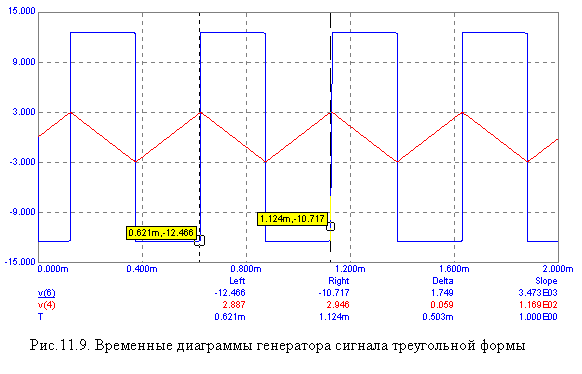 15.000
9.000
3.000
-3.000
-9.000
-15.000
0.621m,-12.466
1.124m,-10.717
0.000m 0.400m 0.800m 1.200m 1.600m 2.000m
Left Right Delta Slope
v(6) -12.466 -10.717 1.749 3.473E03
v(4) 2.887 2.946 0.059 1.169E02
T 0.621m 1.124m 0.503m 1.000E00
Рис.11.9. Временные диаграммы генератора сигнала треугольной формы